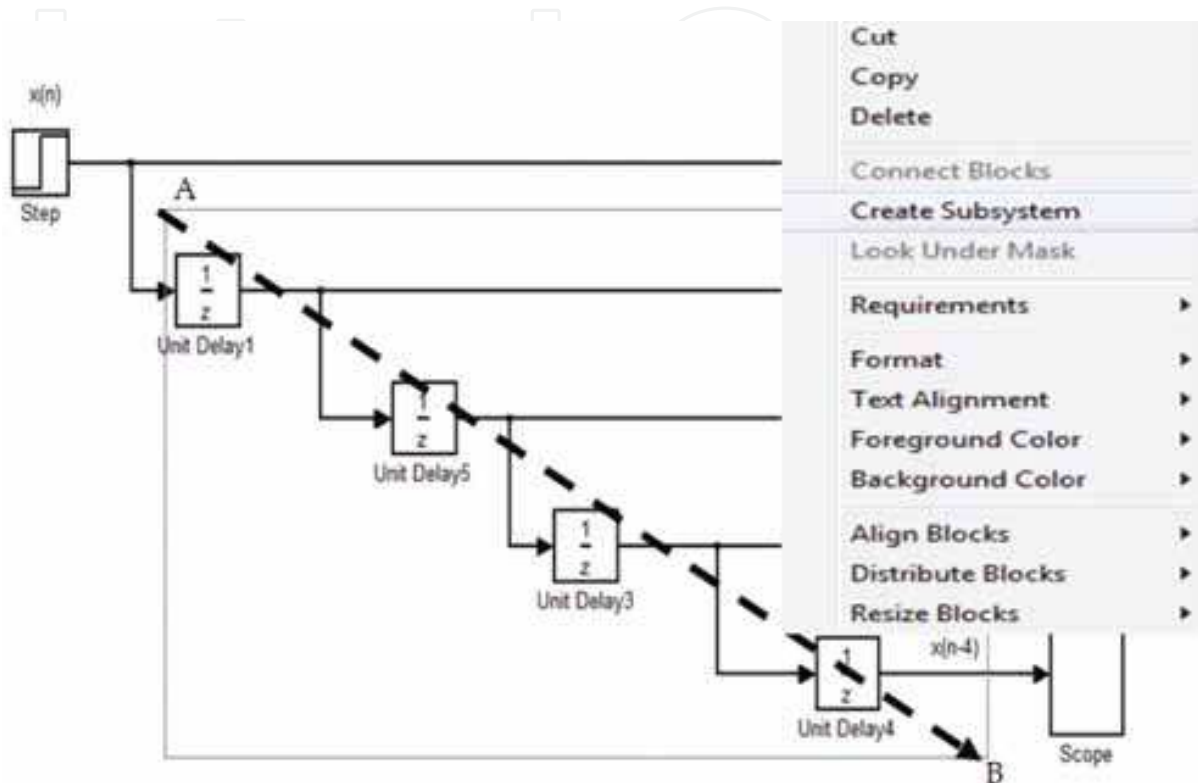 x(n)
Step
A
1
z
Unit Delay1
1
z
Unit Delay5
1
z
Unit Delay3
1
z
Unit Delay4
x(n-4)
B
Scope
Cut
Copy
Delete
Connect Blocks
Create Subsystem
Look Under Mask
Requirements
Format
Text Alignment
Foreground Color
Background Color
Align Blocks
Distribute Blocks
Resize Blocks